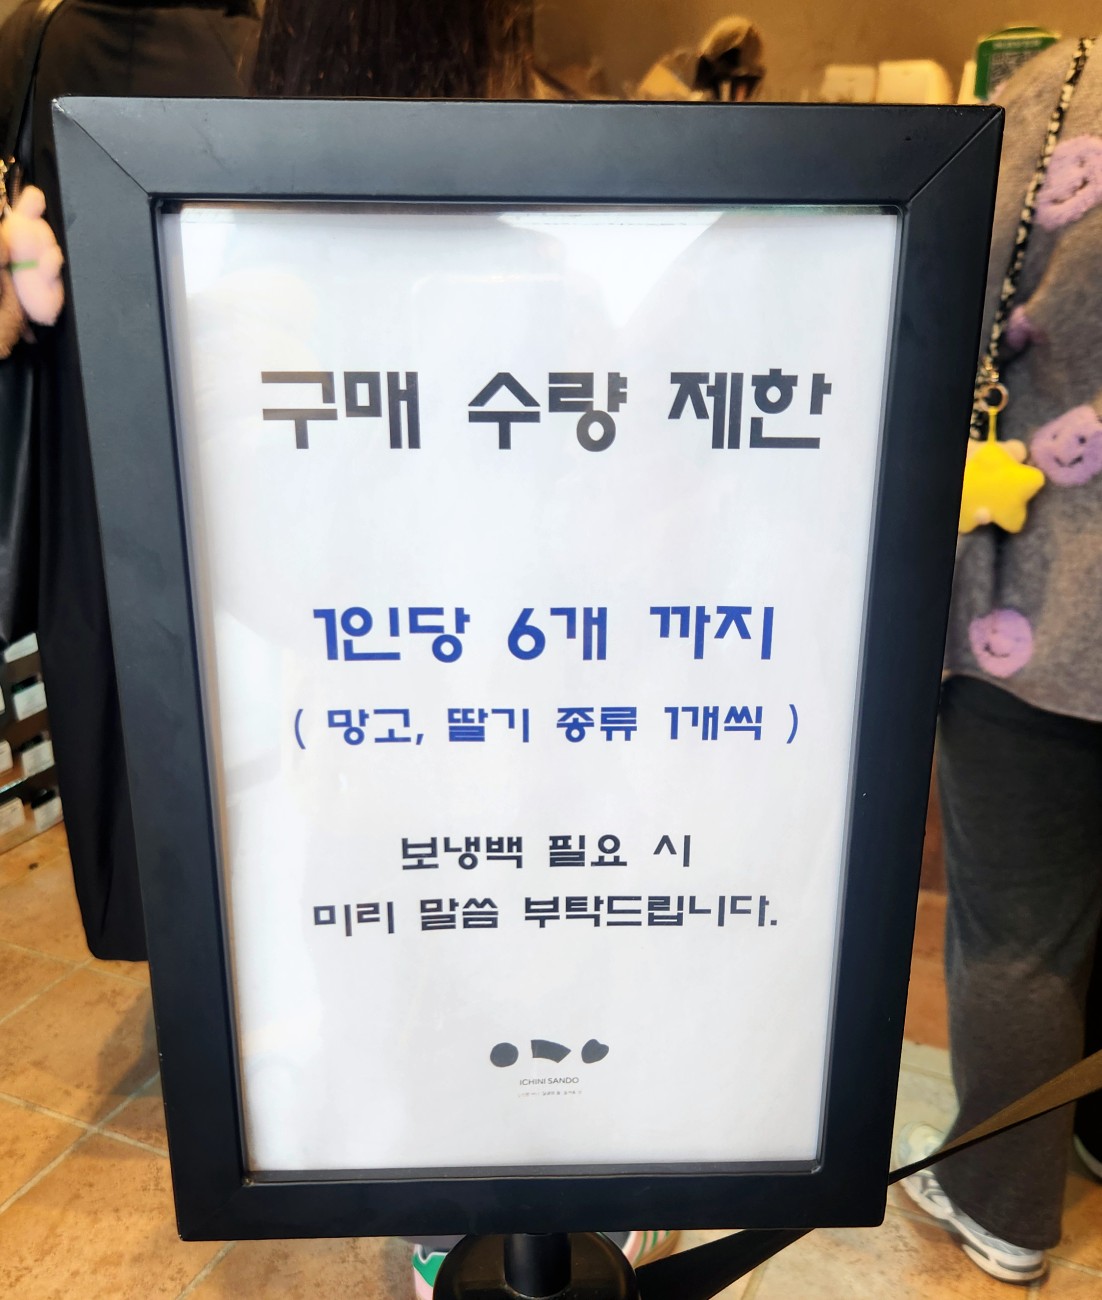 구매 수량 제한
1인당 6개 까지
( 망고, 딸기 종류 1개씩 )
보냉백 필요 시
미리 말씀 부탁드립니다.
ICHINI SANDO